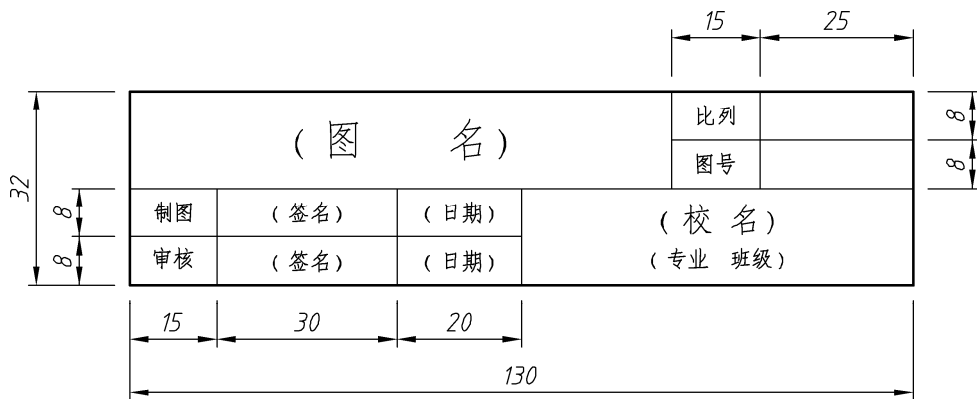 15 25
比列
8
(图 名)
图号
8
32
8
制图 (签名) (日期)
(校 名)
8
审核 (签名) (日期)
(专业 班级)
15 30 20
130